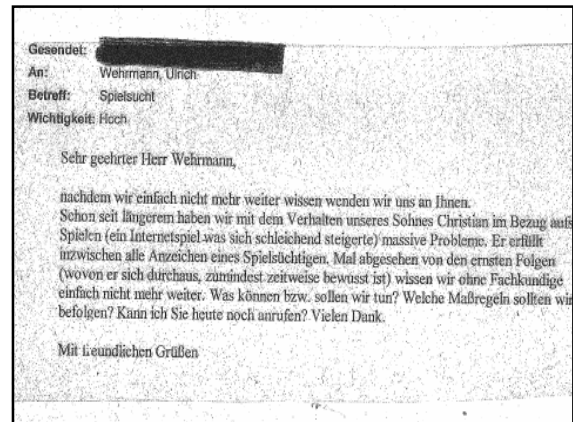 Gesendet:
An: Wehrmann, Ulrich
Betreff: Spielsucht
Wichtigkeit: Hoch
Sehr geehrter Herr Wehrmann,
nachdem wir einfach nicht mehr weiter wissen wenden wir uns an Ihnen.
Schon seit längerem haben wir mit dem Verhalten unseres Sohnes Christian im Bezug aufs
Spielen (ein Internetspiel was sich schleichend steigerte) massive Probleme. Er erfüllt
inzwischen alle Anzeichen eines Spielsüchtigen. Mal abgesehen von den ernsten Folgen
(wovon er sich durchaus, zumindest zeitweise bewusst ist) wissen wir ohne Fachkundige
einfach nicht mehr weiter. Was können bzw. sollen wir tun? Welche Maßregeln sollten wir
befolgen? Kann ich Sie heute noch anrufen? Vielen Dank.
Mit freundlichen Grüßen